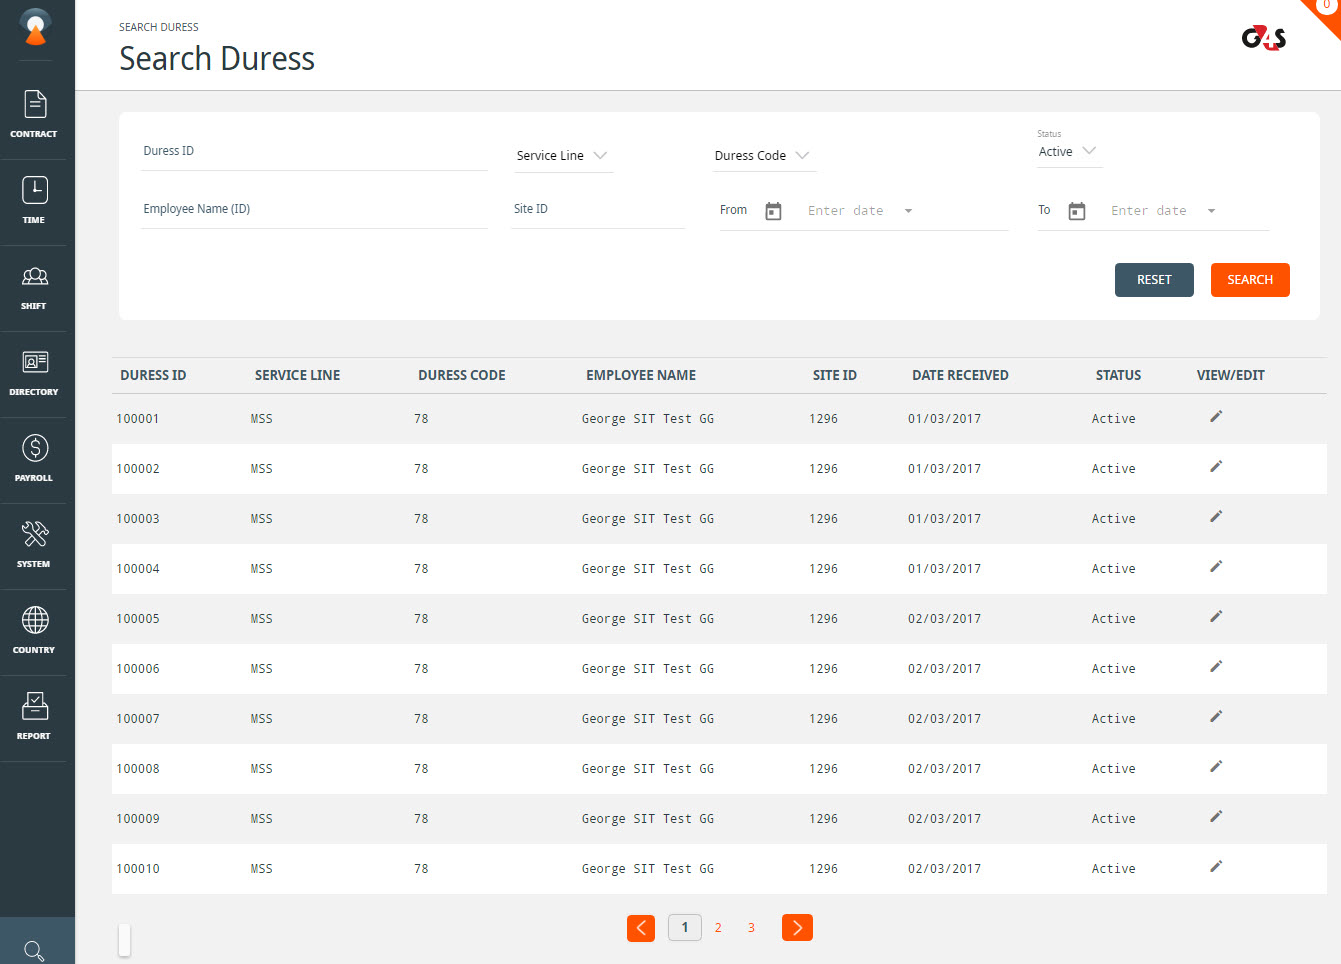 0
SEARCH DURESS
Search Duress
G4S
CONTRACT
TIME
SHIFT
DIRECTORY
PAYROLL
SYSTEM
COUNTRY
REPORT
Duress ID
Service Line
Duress Code
Status
Active
Employee Name (ID)
Site ID
From Enter date
To Enter date
RESET SEARCH
DURESS ID SERVICE LINE DURESS CODE EMPLOYEE NAME SITE ID DATE RECEIVED STATUS VIEW/EDIT
100001 MSS 78 George SIT Test GG 1296 01/03/2017 Active
100002 MSS 78 George SIT Test GG 1296 01/03/2017 Active
100003 MSS 78 George SIT Test GG 1296 01/03/2017 Active
100004 MSS 78 George SIT Test GG 1296 01/03/2017 Active
100005 MSS 78 George SIT Test GG 1296 02/03/2017 Active
100006 MSS 78 George SIT Test GG 1296 02/03/2017 Active
100007 MSS 78 George SIT Test GG 1296 02/03/2017 Active
100008 MSS 78 George SIT Test GG 1296 02/03/2017 Active
100009 MSS 78 George SIT Test GG 1296 02/03/2017 Active
100010 MSS 78 George SIT Test GG 1296 02/03/2017 Active
1 2 3